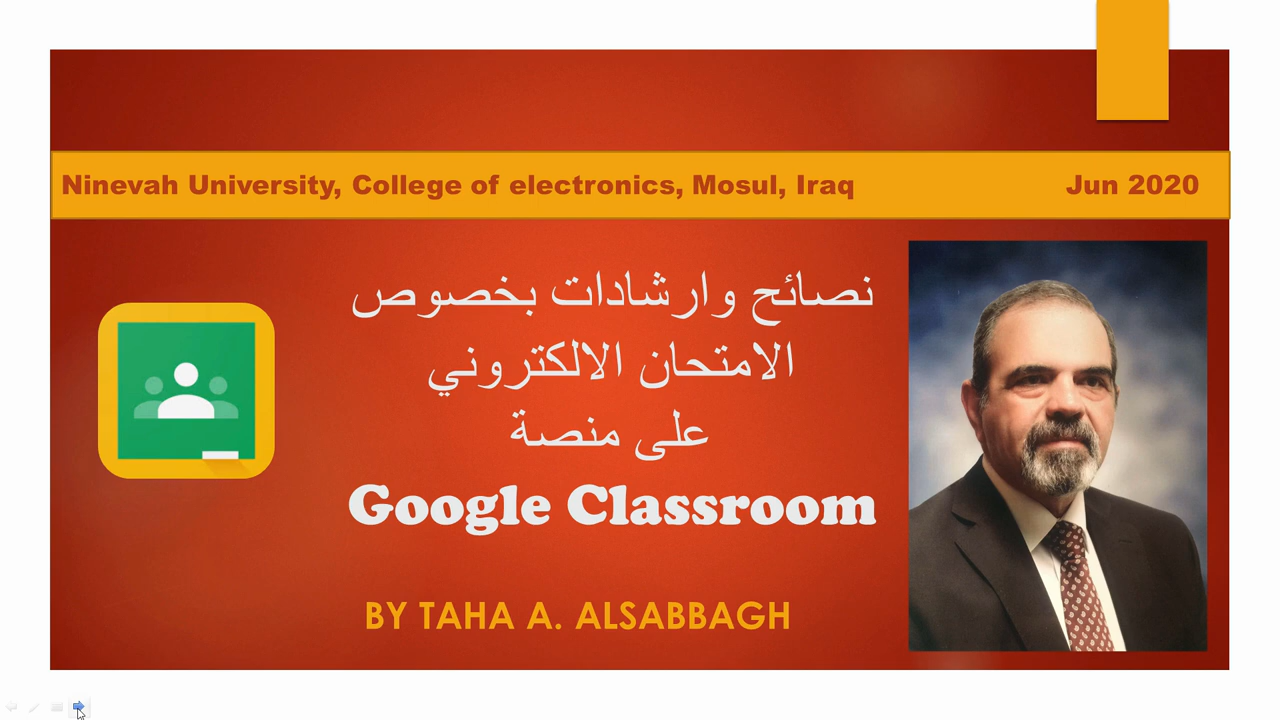 Ninevah University, College of electronics, Mosul, Iraq Jun 2020
نصائح وارشادات بخصوص
الامتحان الالكتروني
على منصة
Google Classroom
BY TAHA A. ALSABBAGH